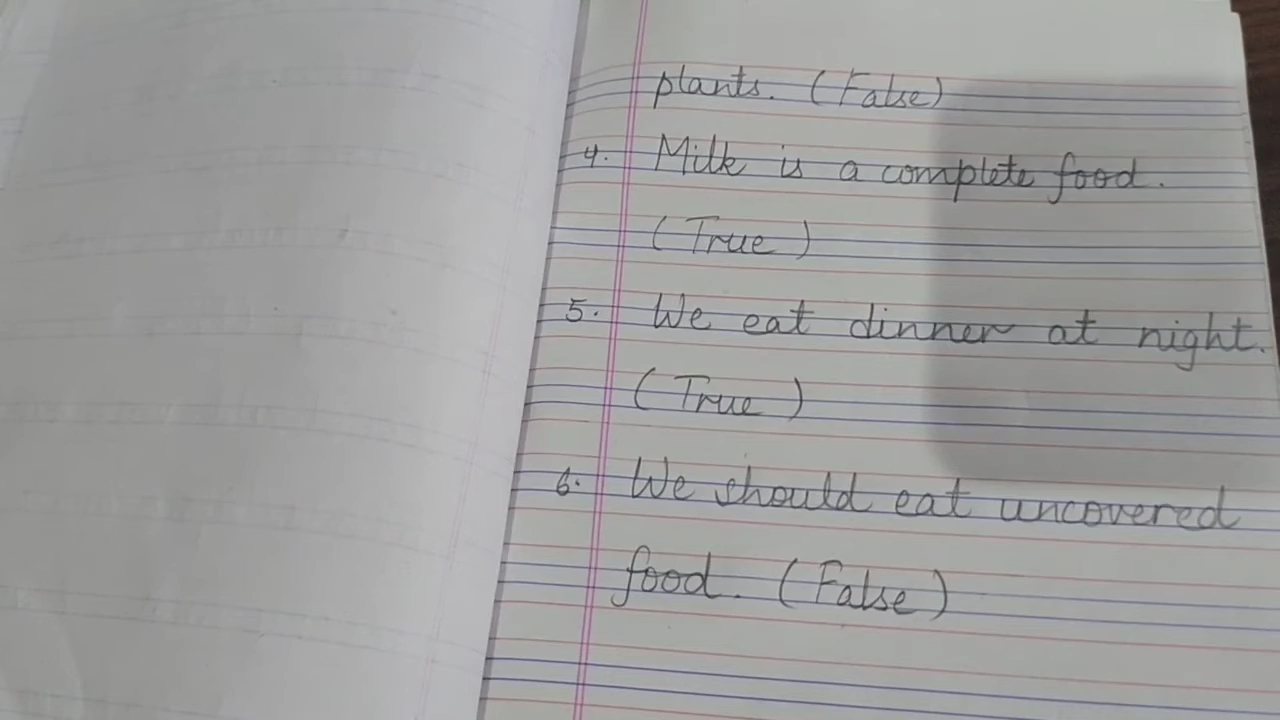 plants. (False)
4. Milk is a complete food.
(True)
5. We eat dinner at night.
(True)
6. We should eat uncovered
food. (False)